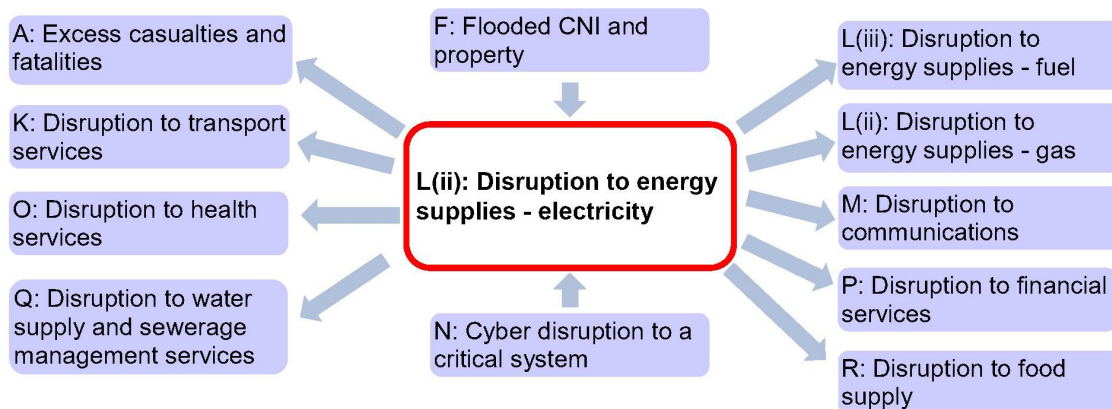 A: Excess casualties and
fatalities
K: Disruption to transport
services
O: Disruption to health
services
Q: Disruption to water
supply and sewerage
management services
F: Flooded CNI and
property
L(ii): Disruption to energy
supplies - electricity
N: Cyber disruption to a
critical system
L(iii): Disruption to
energy supplies - fuel
L(ii): Disruption to
energy supplies - gas
M: Disruption to
communications
P: Disruption to financial
services
R: Disruption to food
supply